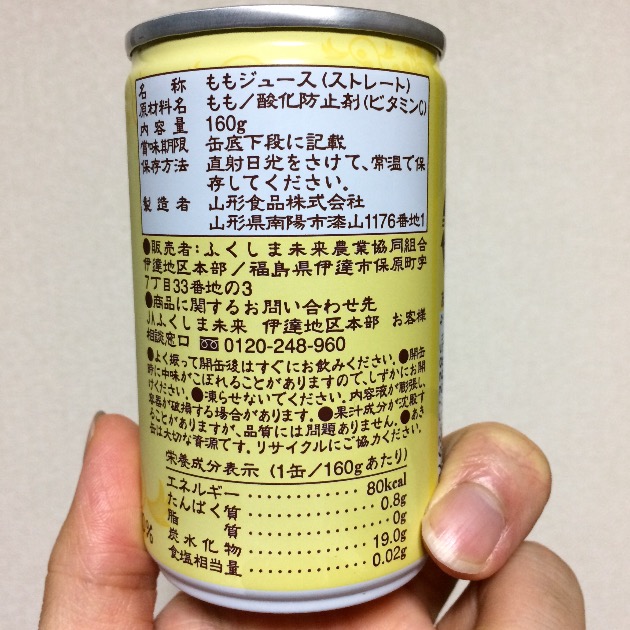 名称 ももジュース(ストレート)
原材料名 もも/酸化防止剤(ビタミンC)
内容量 160g
賞味期限 缶底下段に記載
保存方法 直射日光をさけて、常温で保
存してください。
製造者 山形食品株式会社
山形県南陽市漆山1176番地1
●販売者:ふくしま未来農業協同組合
伊達地区本部/福島県伊達市保原町字
7丁目33番地の3
●商品に関するお問い合わせ先
JAふくしま未来 伊達地区本部 お客様
相談窓口 0120-248-960
●よく振って開缶後はすぐにお飲みください。●開缶
時に中味がこぼれることがありますので、しずかにお開
けください。●凍らせないでください。内容液が膨張し、
容器が破損する場合があります。●果汁成分が沈殿す
ることがありますが、品質には問題ありません。●あき
缶は大切な資源です。リサイクルにご協力ください。
栄養成分表示(1缶/160gあたり)
エネルギー 80kcal
たんぱく質 0.8g
脂質 0g
炭水化物 19.0g
食塩相当量 0.02g